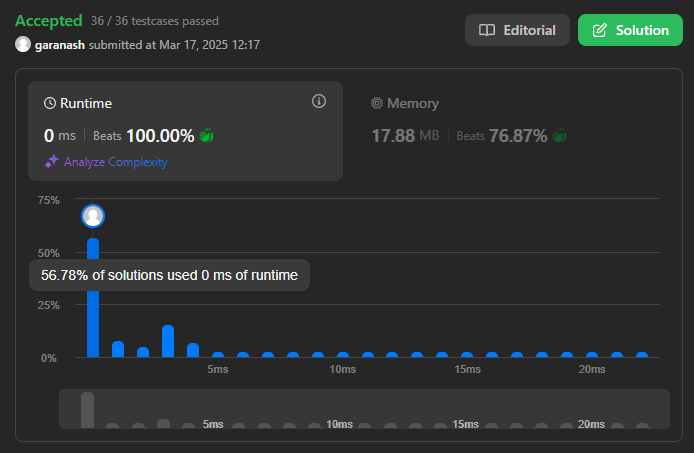 Accepted 36 / 36 testcases passed
garanash submitted at Mar 17, 2025 12:17
Editorial
Solution
Runtime
0 ms Beats 100.00%
Analyze Complexity
Memory
17.88 MB Beats 76.87%
75%
50%
25%
0%
56.78% of solutions used 0 ms of runtime
5ms 10ms 15ms 20ms
5ms 10ms 15ms 20ms